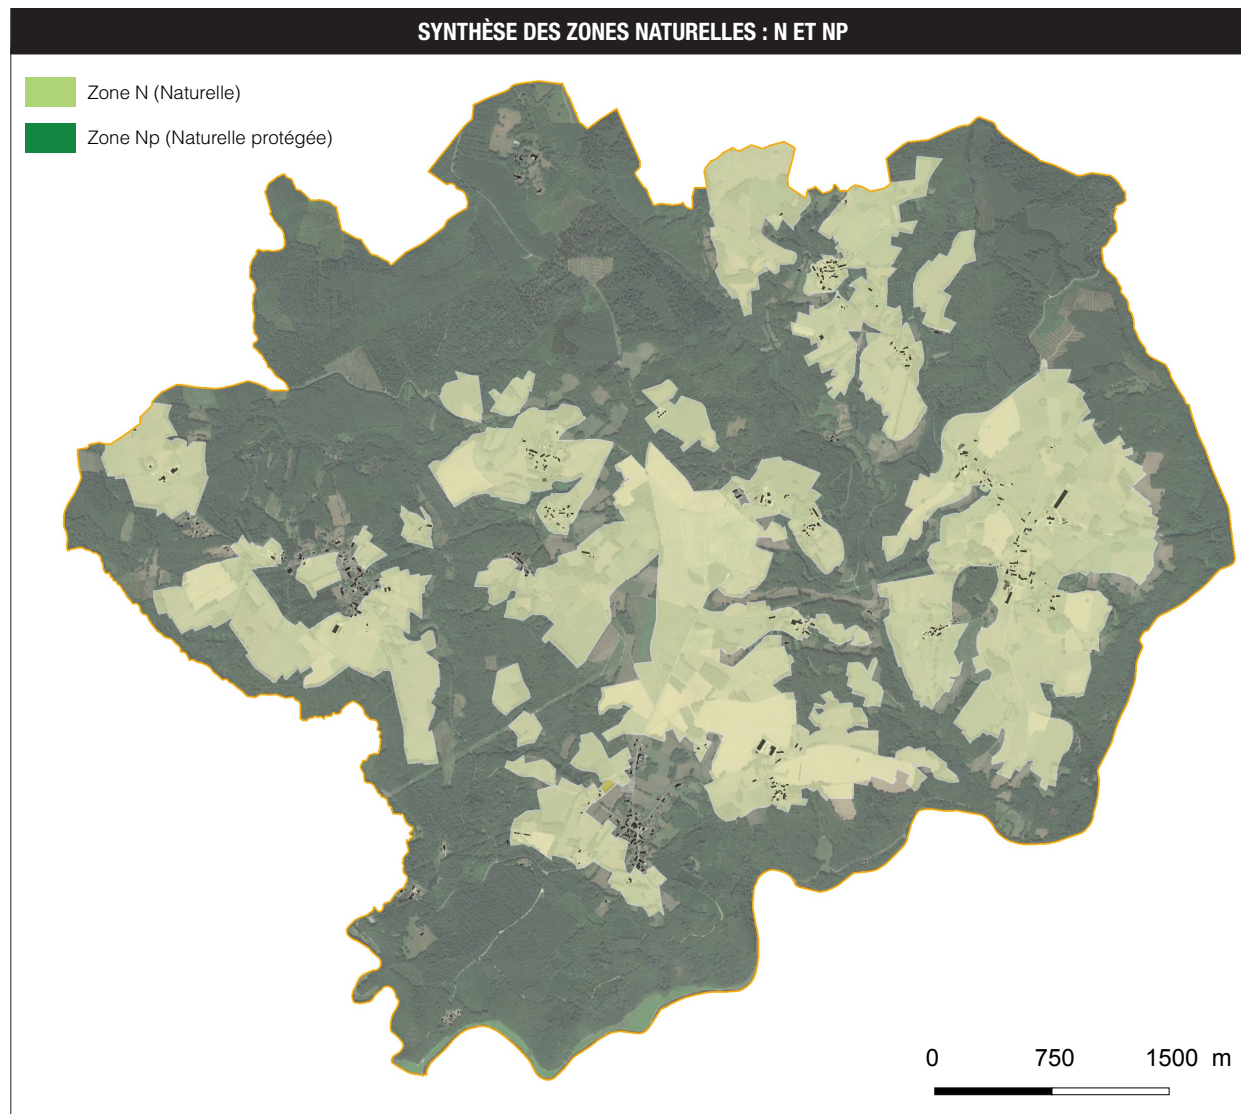 SYNTHÈSE DES ZONES NATURELLES : N ET NP
Zone N (Naturelle)
Zone Np (Naturelle protégée)
0 750 1500 m